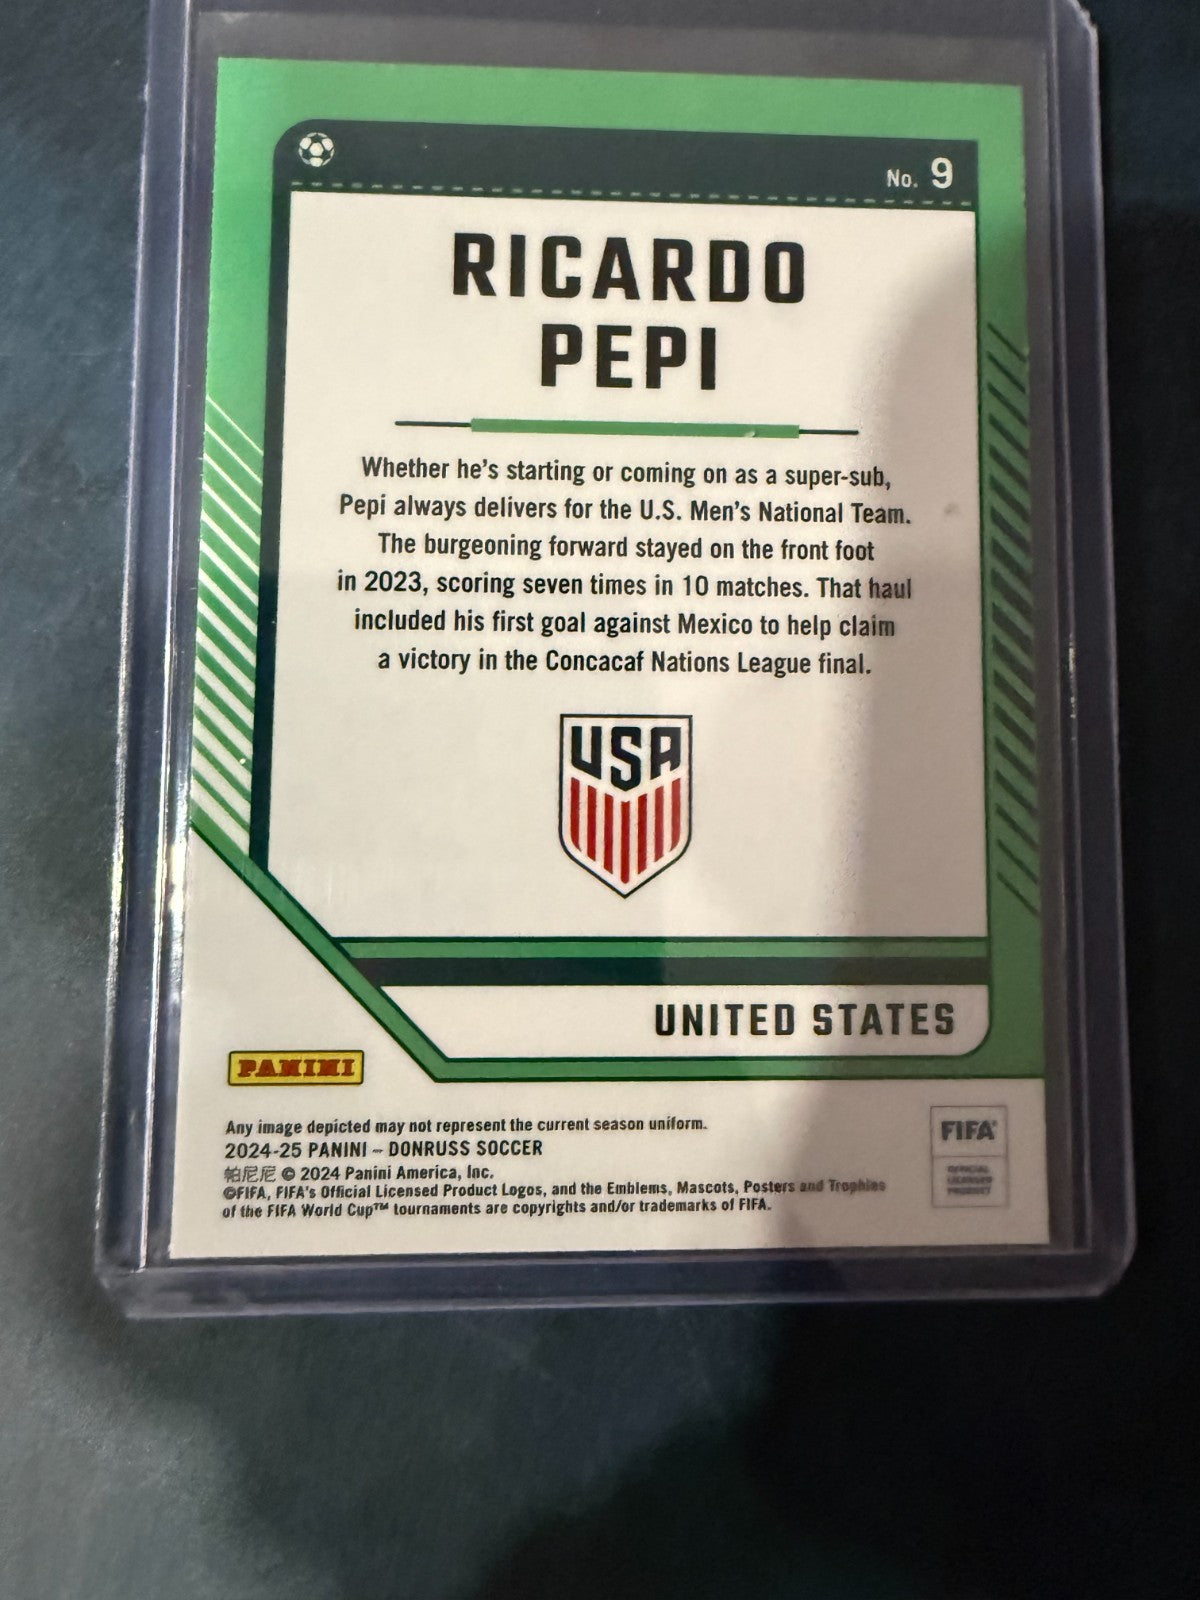 No. 9
RICARDO
PEPI
Whether he's starting or coming on as a super-sub,
Pepi always delivers for the U.S. Men's National Team.
The burgeoning forward stayed on the front foot
in 2023, scoring seven times in 10 matches. That haul
included his first goal against Mexico to help claim
a victory in the Concacaf Nations League final.
USA
UNITED STATES
PANINI
Any image depicted may not represent the current season uniform.
2024-25 PANINI – DONRUSS SOCCER
帕尼尼 © 2024 Panini America, Inc.
©FIFA, FIFA's Official Licensed Product Logos, and the Emblems, Mascots, Posters and Trophies
of the FIFA World Cup™ tournaments are copyrights and/or trademarks of FIFA.
FIFA
OFFICIAL
LICENSED
PRODUCT